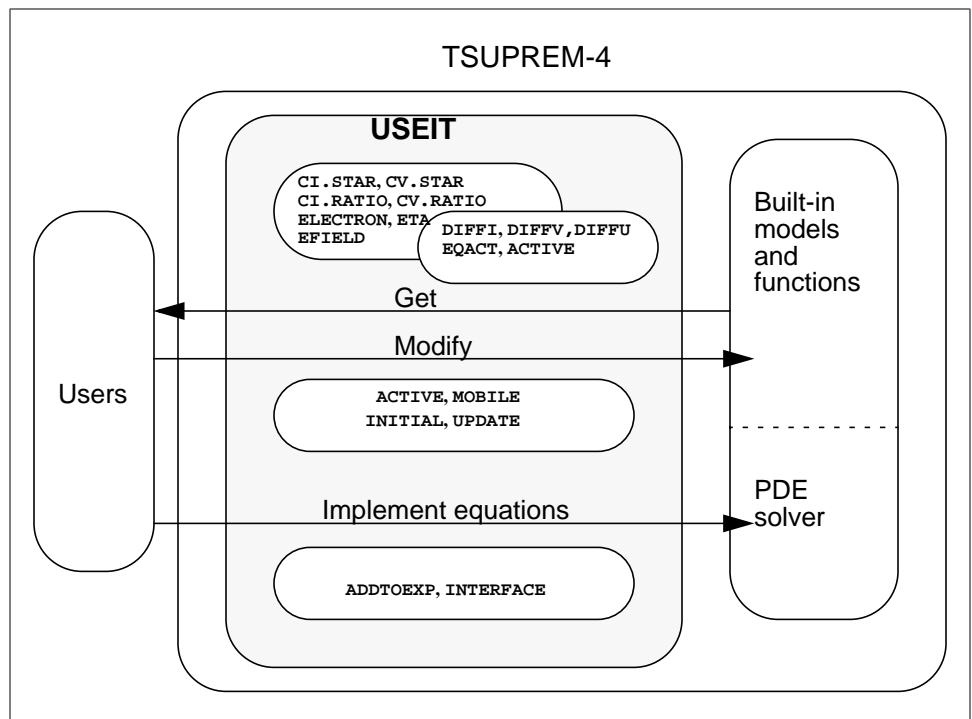 TSUPREM-4
USEIT
CI.STAR, CV.STAR
CI.RATIO, CV.RATIO
ELECTRON, ETA
EFIELD
DIFFI, DIFFV, DIFFU
EQACT, ACTIVE
Built-in
models
and
functions
Get
Modify
Users
ACTIVE, MOBILE
INITIAL, UPDATE
PDE
solver
Implement equations
ADDTOEXP, INTERFACE